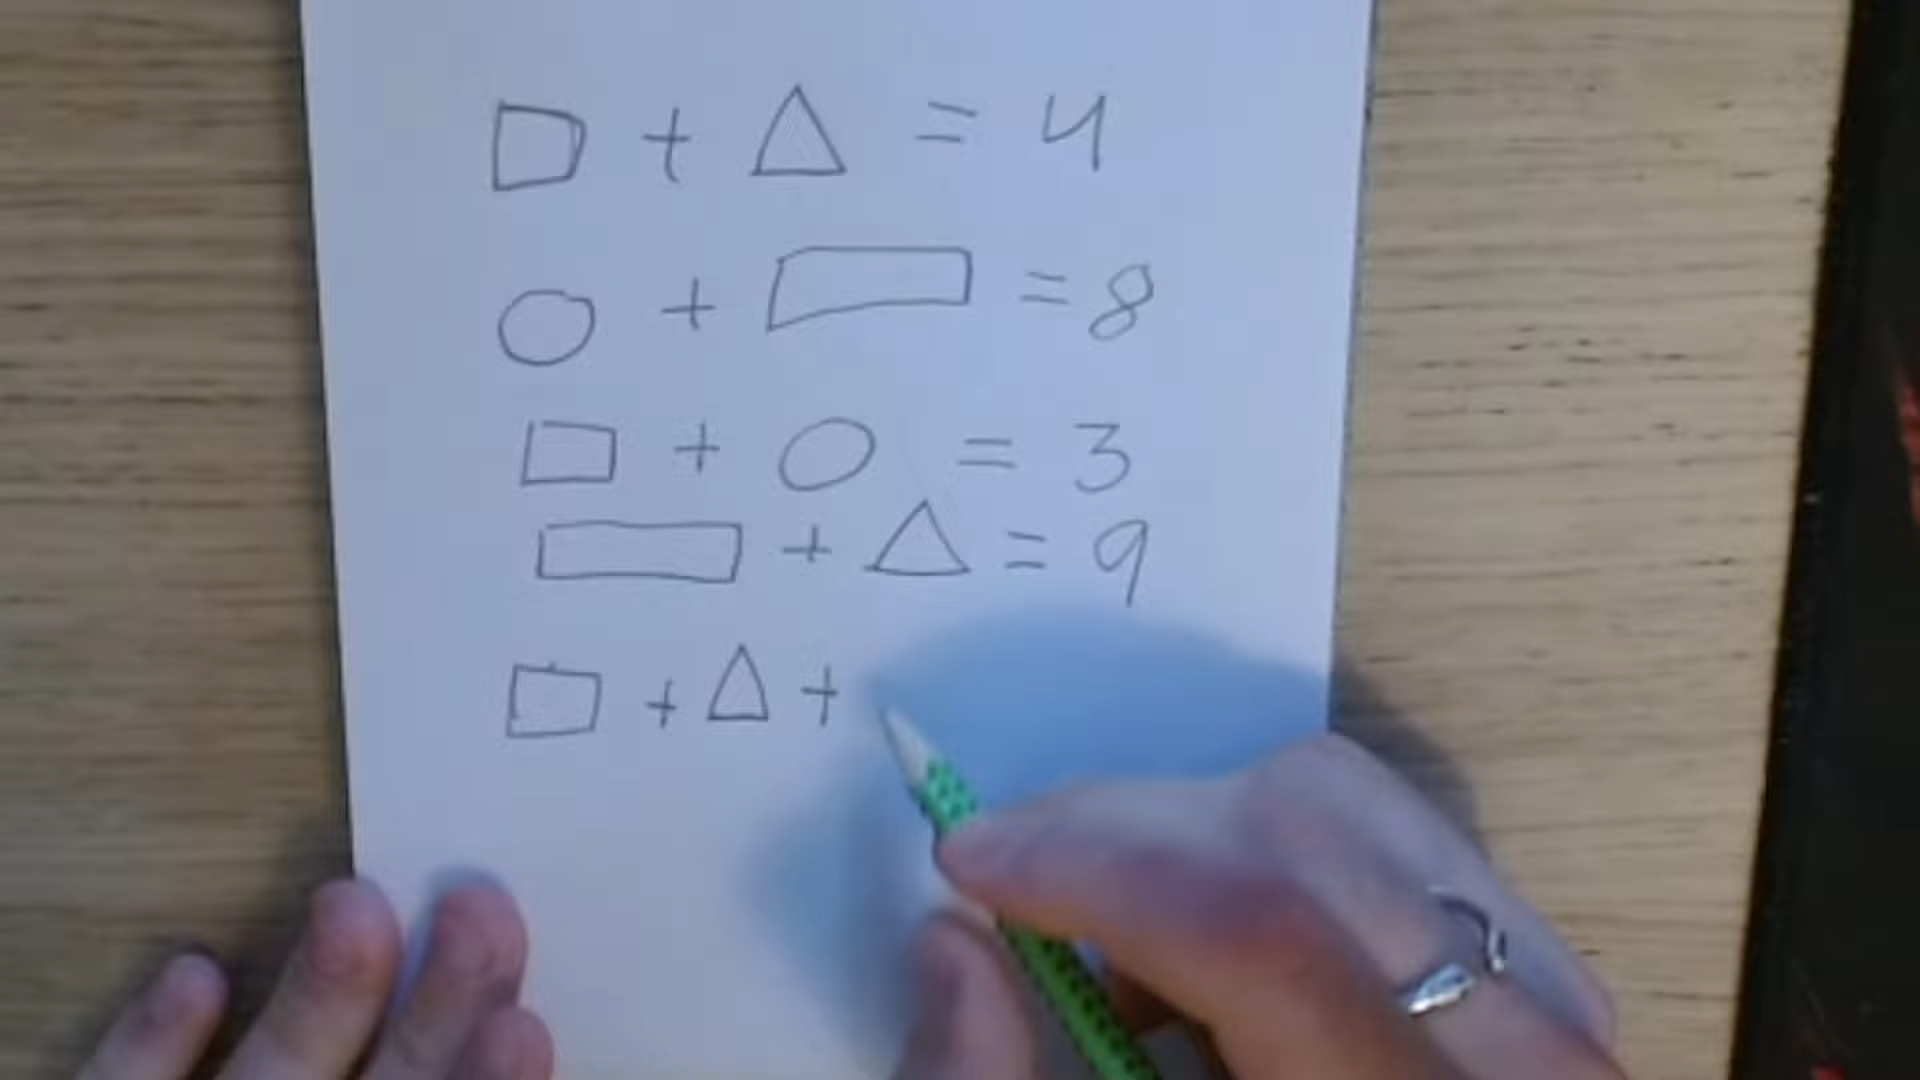 □ + △ = 4
○ + ▭ = 8
□ + ○ = 3
▭ + △ = 9
□ + △ +